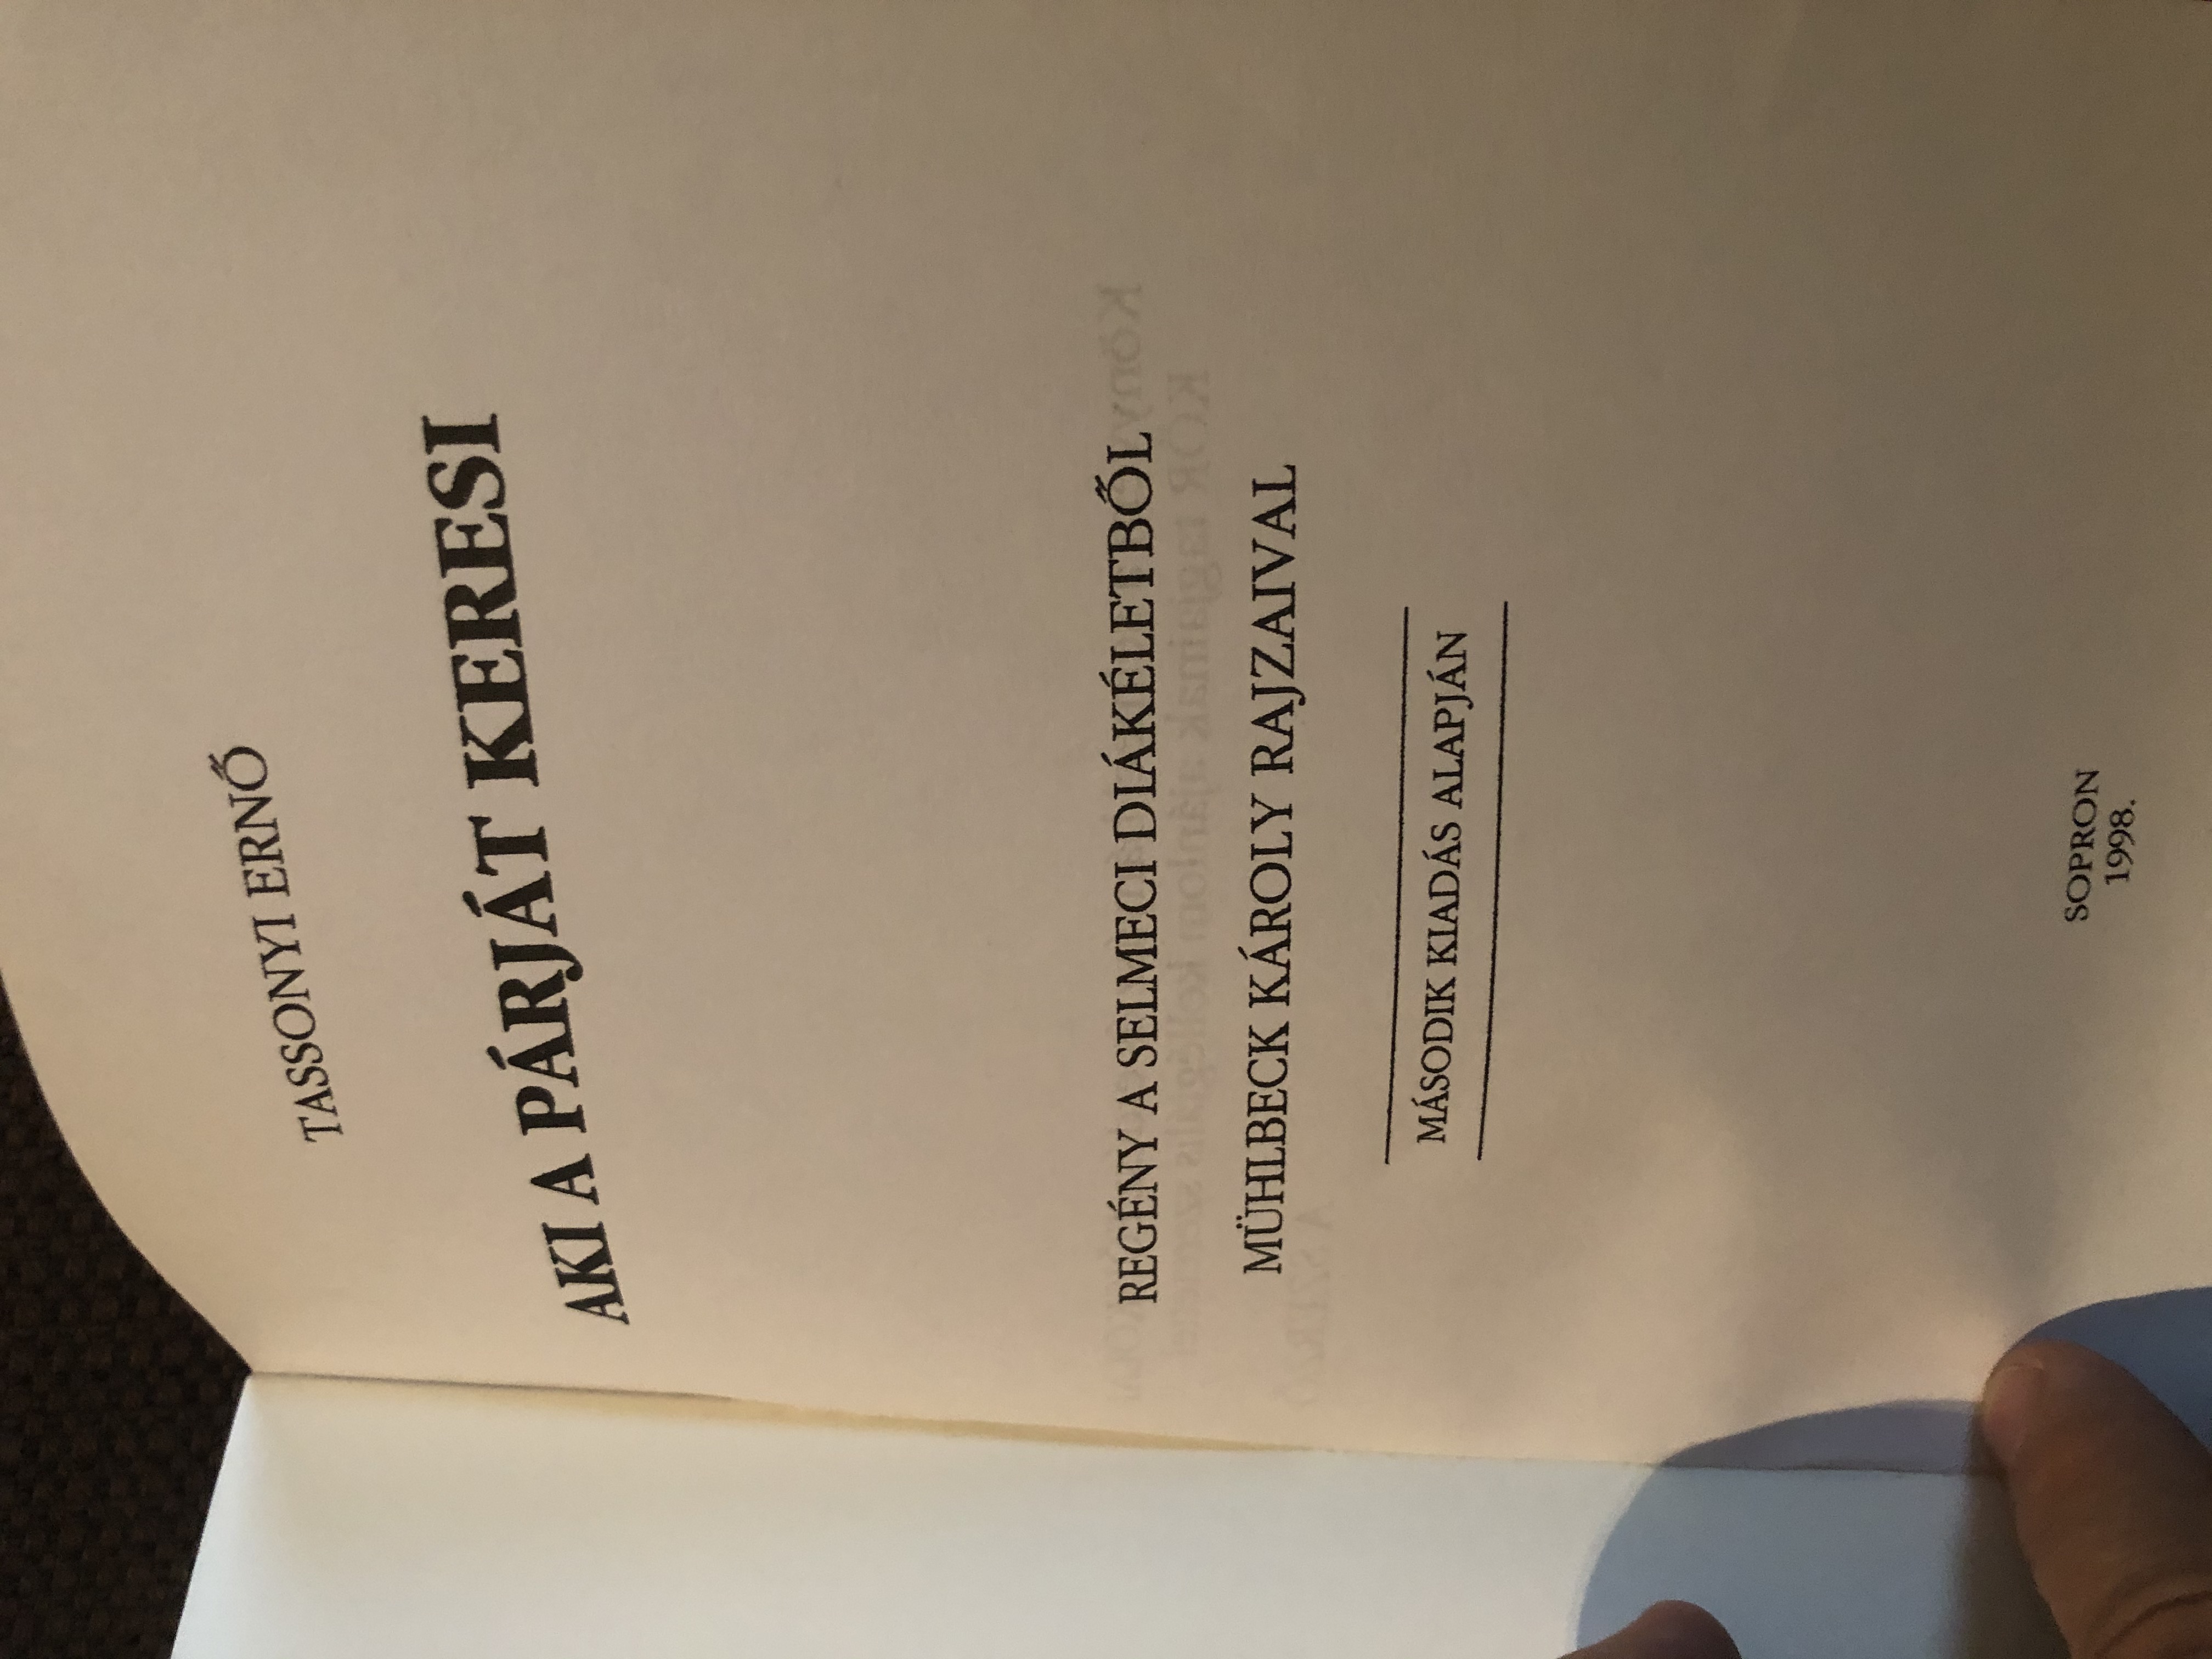 TASSONYI ERNŐ
AKI A PÁRJÁT KERESI
REGÉNY A SELMECI DIÁKÉLETBŐL
MÜHLBECK KÁROLY RAJZAIVAL
MÁSODIK KIADÁS ALAPJÁN
SOPRON
1998.